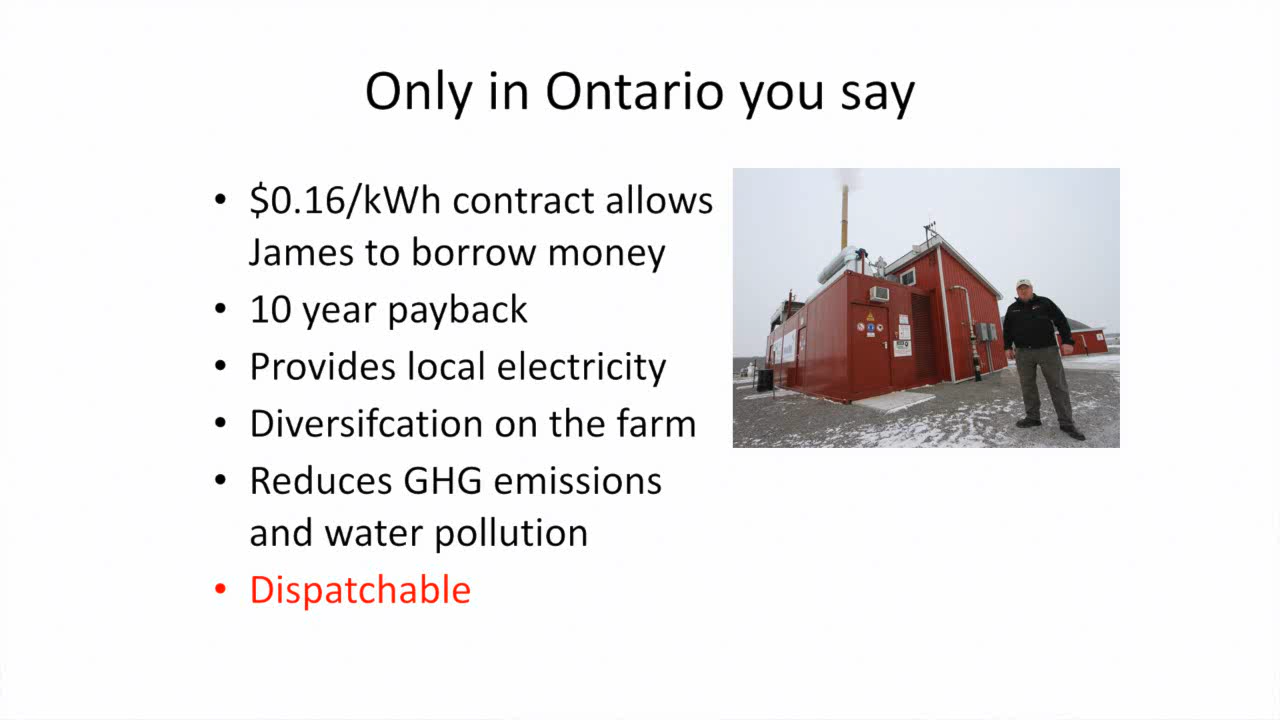 Only in Ontario you say
• $0.16/kWh contract allows
James to borrow money
• 10 year payback
• Provides local electricity
• Diversifcation on the farm
• Reduces GHG emissions
and water pollution
• Dispatchable